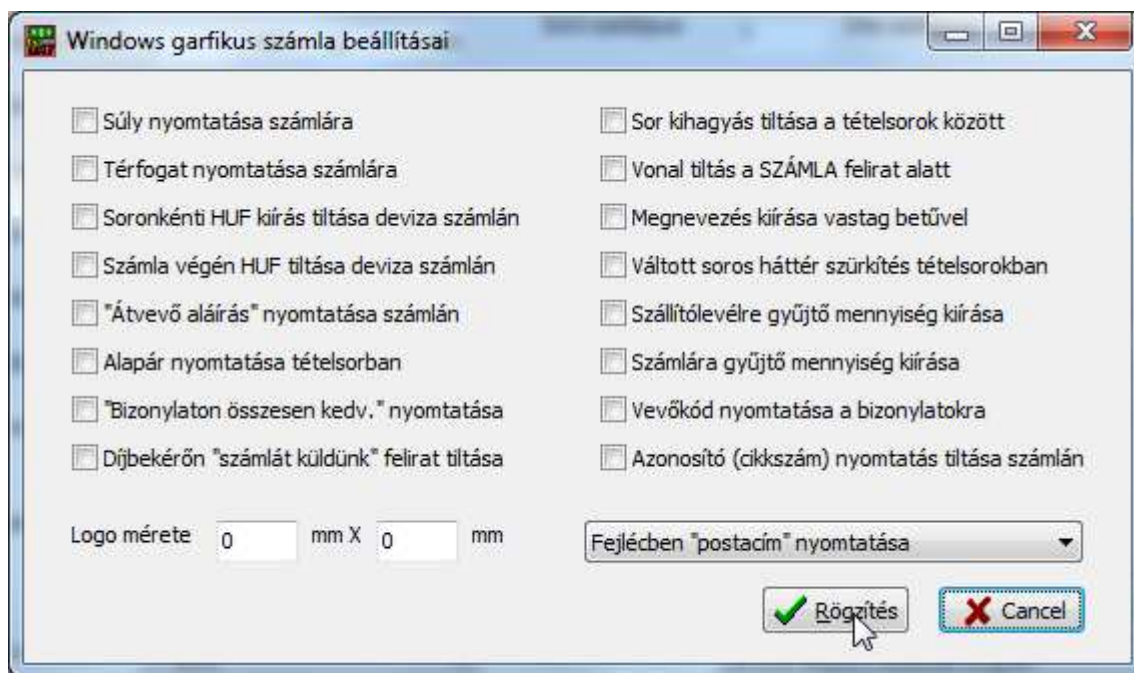 Windows garfikus számla beállításai
Súly nyomtatása számlára
Térfogat nyomtatása számlára
Soronkénti HUF kiírás tiltása deviza számlán
Számla végén HUF tiltása deviza számlán
"Átvevő aláírás" nyomtatása számlán
Alapár nyomtatása tételsorban
"Bizonylaton összesen kedv." nyomtatása
Díjbekérőn "számlát küldünk" felirat tiltása
Sor kihagyás tiltása a tételsorok között
Vonal tiltás a SZÁMLA felirat alatt
Megnevezés kiírása vastag betűvel
Váltott soros háttér szürkítés tételsorokban
Szállítólevélre gyűjtő mennyiség kiírása
Számlára gyűjtő mennyiség kiírása
Vevőkód nyomtatása a bizonylatokra
Azonosító (cikkszám) nyomtatás tiltása számlán
Logo mérete 0 mm X 0 mm
Fejlécben "postacím" nyomtatása
Rögzítés Cancel